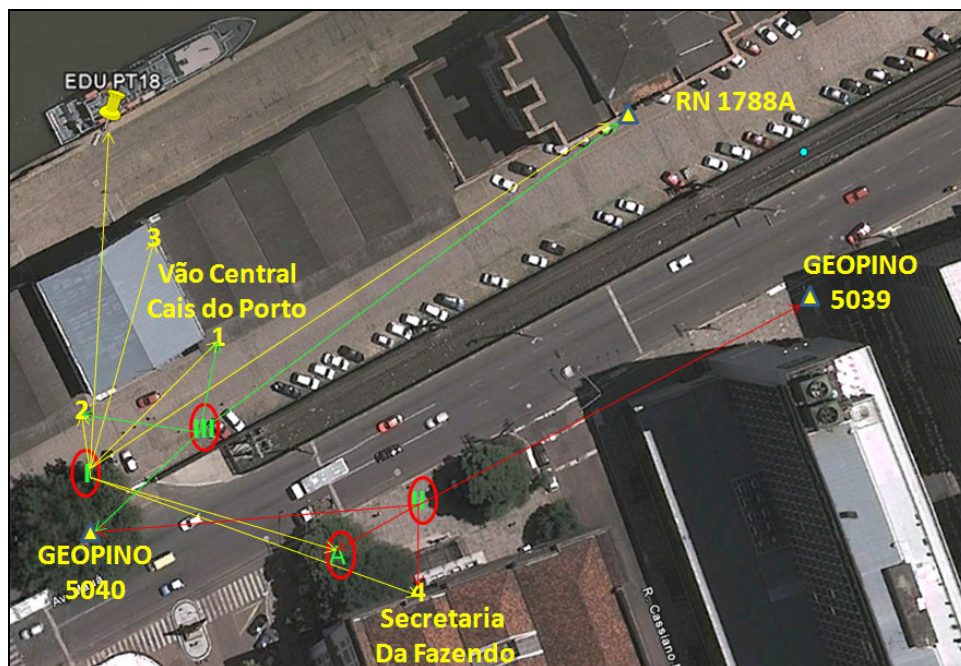 EDU PT18
RN 1788A
3
Vão Central
Cais do Porto
GEOPINO
5039
1
2
III
I
II
A
GEOPINO
5040
4
Secretaria
Da Fazendo
R. Cassiano